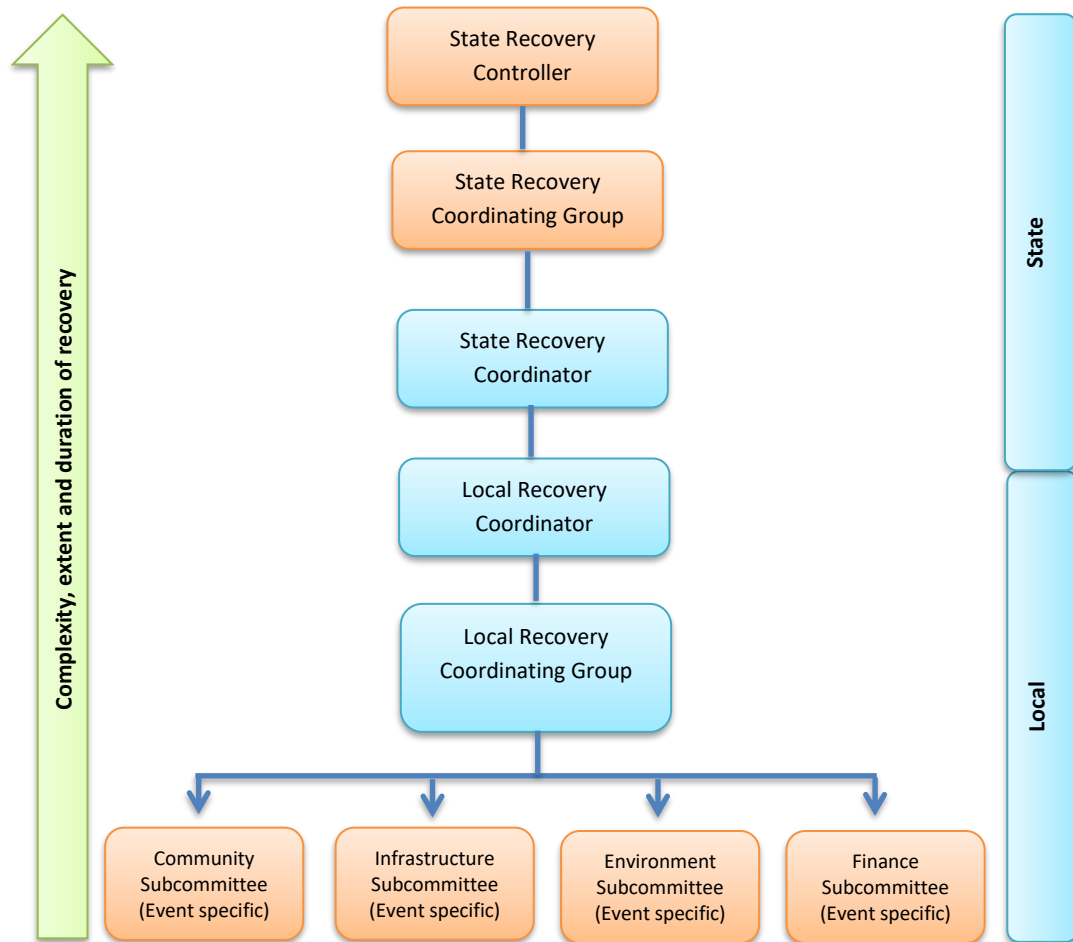 State Recovery
Controller
State Recovery
Coordinating Group
State Recovery
Coordinator
Local Recovery
Coordinator
Local Recovery
Coordinating Group
Community
Subcommittee
(Event specific)
Infrastructure
Subcommittee
(Event specific)
Environment
Subcommittee
(Event specific)
Finance
Subcommittee
(Event specific)
Complexity, extent and duration of recovery
State
Local